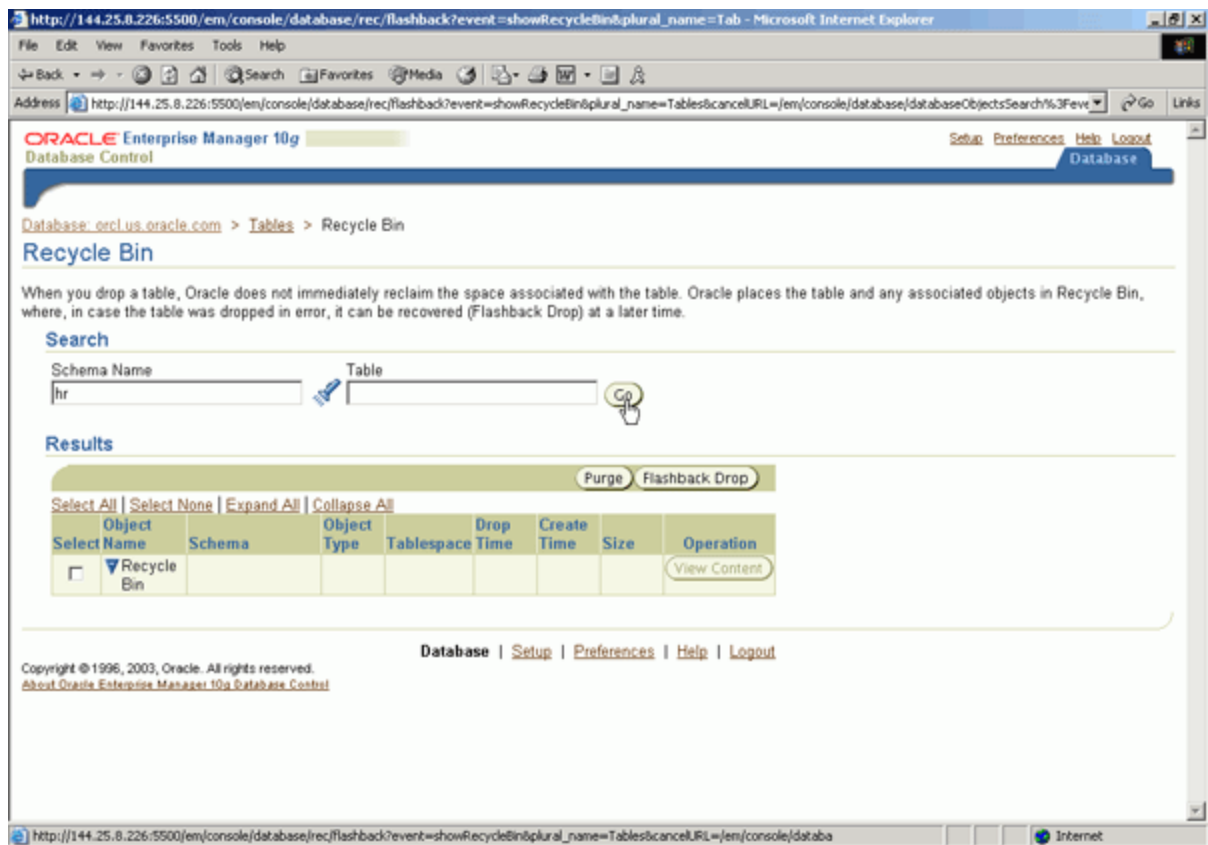 http://144.25.8.226:5500/em/console/database/rec/flashback?event=showRecycleBin&plural_name=Tab - Microsoft Internet Explorer
File Edit View Favorites Tools Help
Back Search Favorites Media
Address http://144.25.8.226:5500/em/console/database/rec/flashback?event=showRecycleBin&plural_name=Tables&cancelURL=/em/console/database/databaseObjectsSearch%3Feve Go Links
ORACLE Enterprise Manager 10g
Setup Preferences Help Logout
Database Control
Database
Database: orcl.us.oracle.com > Tables > Recycle Bin
Recycle Bin
When you drop a table, Oracle does not immediately reclaim the space associated with the table. Oracle places the table and any associated objects in Recycle Bin,
where, in case the table was dropped in error, it can be recovered (Flashback Drop) at a later time.
Search
Schema Name Table
hr Go
Results
Purge Flashback Drop
Select All | Select None | Expand All | Collapse All
Object Object Drop Create
Select Name Schema Type Tablespace Time Time Size Operation
Recycle View Content
Bin
Database | Setup | Preferences | Help | Logout
Copyright © 1996, 2003, Oracle. All rights reserved.
About Oracle Enterprise Manager 10g Database Control
http://144.25.8.226:5500/em/console/database/rec/flashback?event=showRecycleBin&plural_name=Tables&cancelURL=/em/console/databa Internet